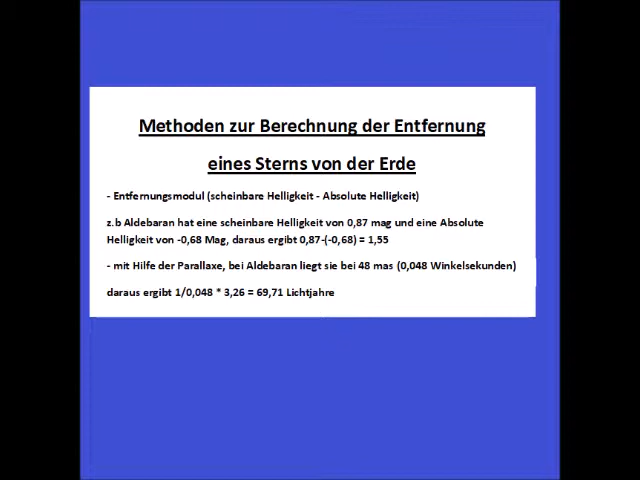 Methoden zur Berechnung der Entfernung
eines Sterns von der Erde
- Entfernungsmodul (scheinbare Helligkeit - Absolute Helligkeit)
z.b Aldebaran hat eine scheinbare Helligkeit von 0,87 mag und eine Absolute
Helligkeit von -0,68 Mag, daraus ergibt 0,87-(-0,68) = 1,55
- mit Hilfe der Parallaxe, bei Aldebaran liegt sie bei 48 mas (0,048 Winkelsekunden)
daraus ergibt 1/0,048 * 3,26 = 69,71 Lichtjahre